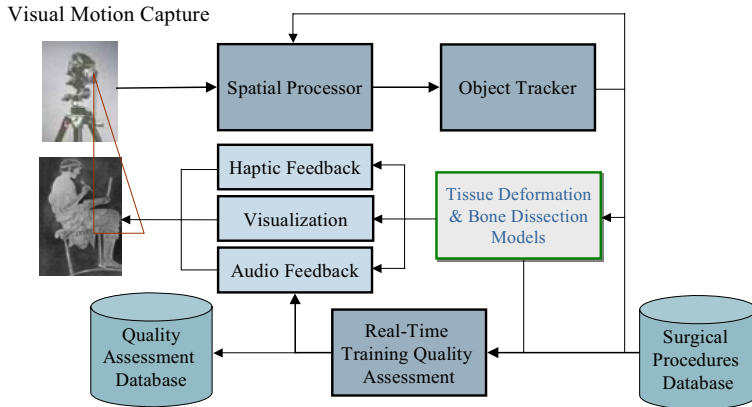 Visual Motion Capture
Spatial Processor
Object Tracker
Haptic Feedback
Visualization
Audio Feedback
Tissue Deformation
& Bone Dissection
Models
Quality
Assessment
Database
Real-Time
Training Quality
Assessment
Surgical
Procedures
Database